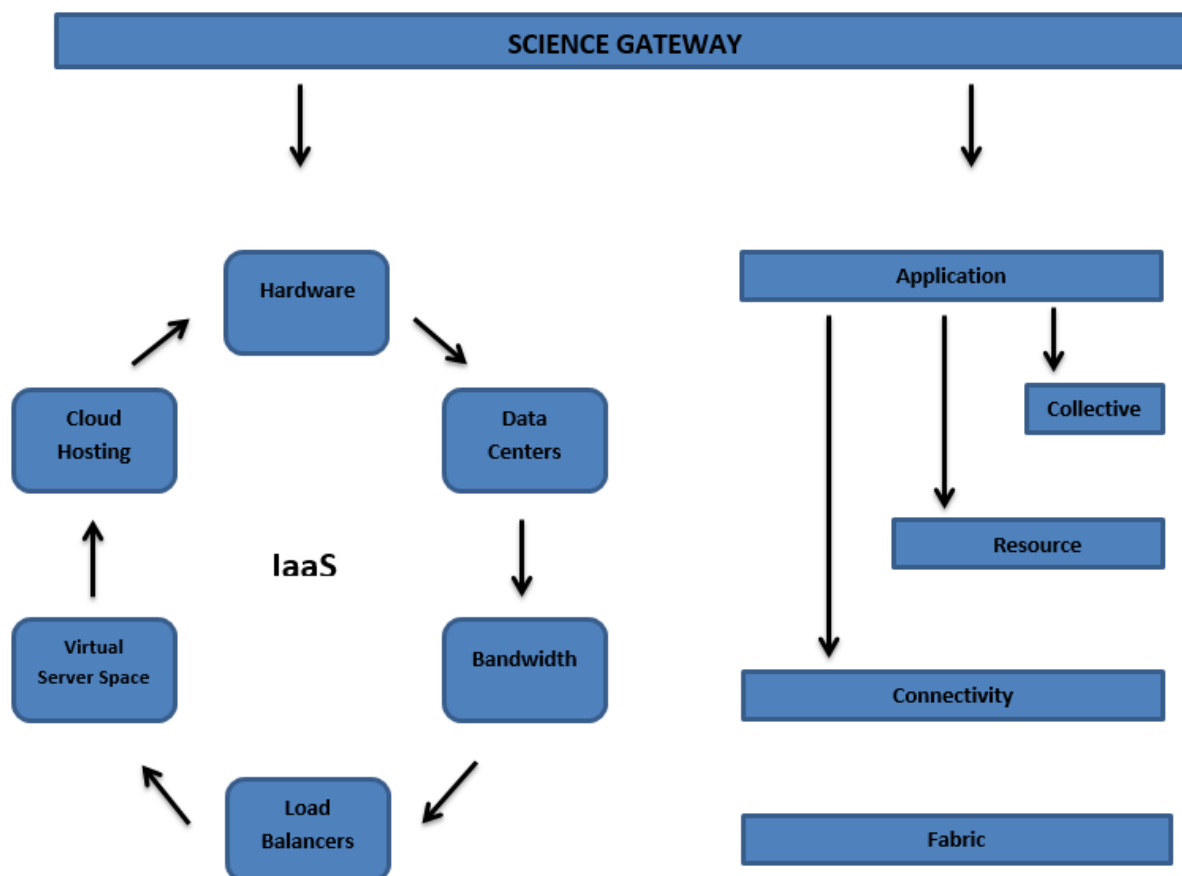 SCIENCE GATEWAY
Hardware
Application
Cloud
Hosting
Data
Centers
Collective
Resource
IaaS
Virtual
Server Space
Bandwidth
Connectivity
Load
Balancers
Fabric